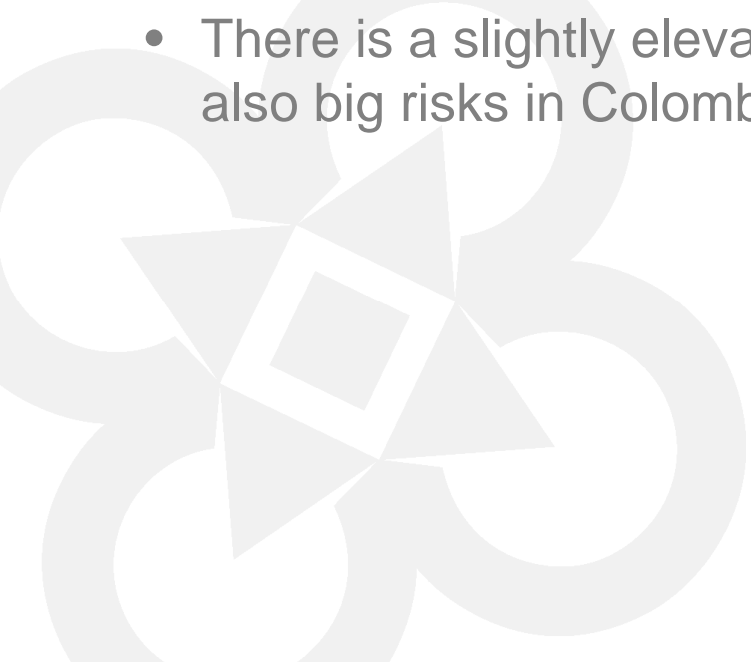 • There is a slightly
also big risks in